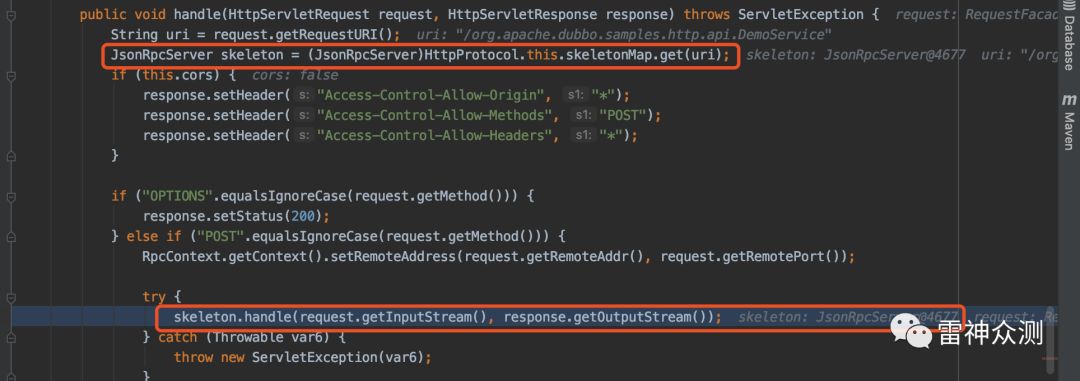 public void handle(HttpServletRequest request, HttpServletResponse response) throws ServletException {  request: RequestFacad
String uri = request.getRequestURI();  uri: "/org.apache.dubbo.samples.http.api.DemoService"
JsonRpcServer skeleton = (JsonRpcServer)HttpProtocol.this.skeletonMap.get(uri);  skeleton: JsonRpcServer@4677  uri: "/org
if (this.cors) {  cors: false
response.setHeader( s: "Access-Control-Allow-Origin", s1: "*");
response.setHeader( s: "Access-Control-Allow-Methods", s1: "POST");
response.setHeader( s: "Access-Control-Allow-Headers", s1: "*");
}
if ("OPTIONS".equalsIgnoreCase(request.getMethod())) {
response.setStatus(200);
} else if ("POST".equalsIgnoreCase(request.getMethod())) {
RpcContext.getContext().setRemoteAddress(request.getRemoteAddr(), request.getRemotePort());
try {
skeleton.handle(request.getInputStream(), response.getOutputStream());  skeleton: JsonRpcServer@4677  request: Re
} catch (Throwable var6) {
throw new ServletException(var6);
}
Database
m Maven
雷神众测